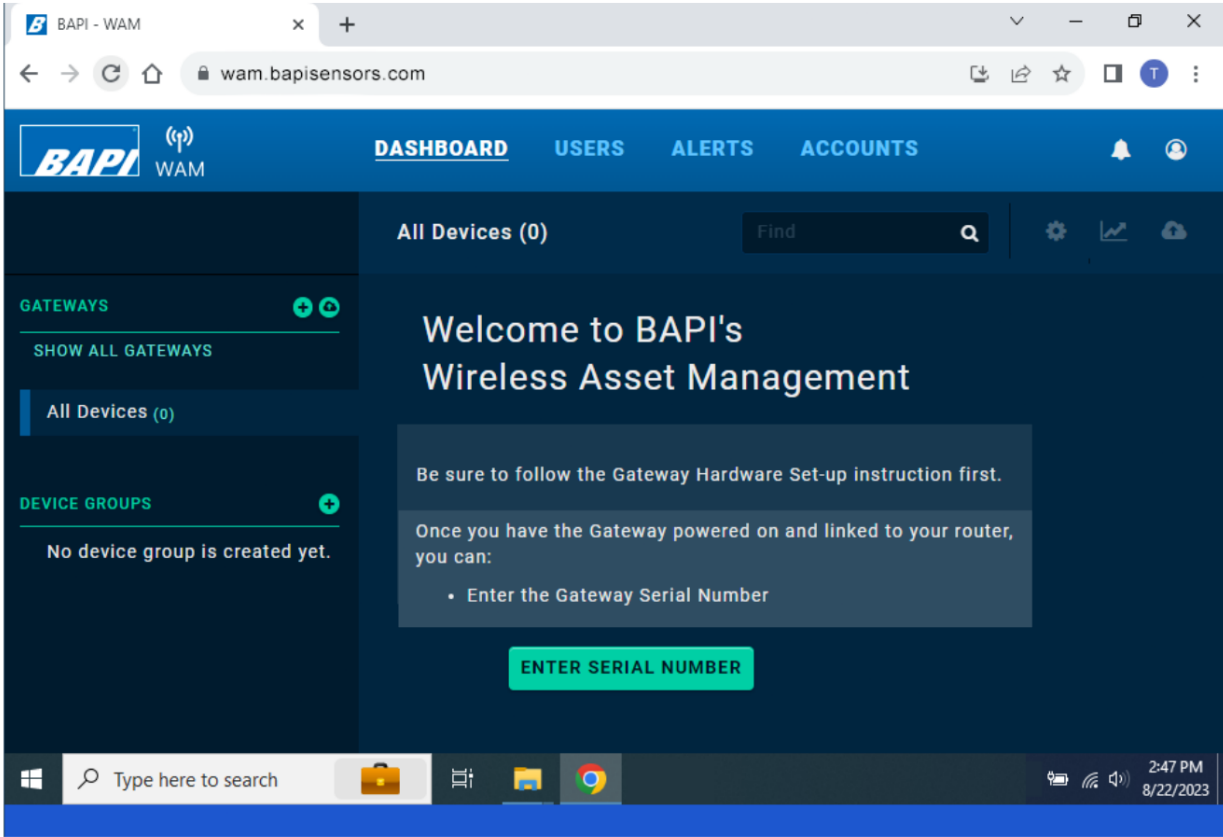 BAPI - WAM
wam.bapisensors.com
T
BAPI
WAM
DASHBOARD USERS ALERTS ACCOUNTS
All Devices (0)
Find
GATEWAYS
SHOW ALL GATEWAYS
All Devices (0)
DEVICE GROUPS
No device group is created yet.
Welcome to BAPI's
Wireless Asset Management
Be sure to follow the Gateway Hardware Set-up instruction first.
Once you have the Gateway powered on and linked to your router,
you can:
• Enter the Gateway Serial Number
ENTER SERIAL NUMBER
Type here to search
2:47 PM
8/22/2023